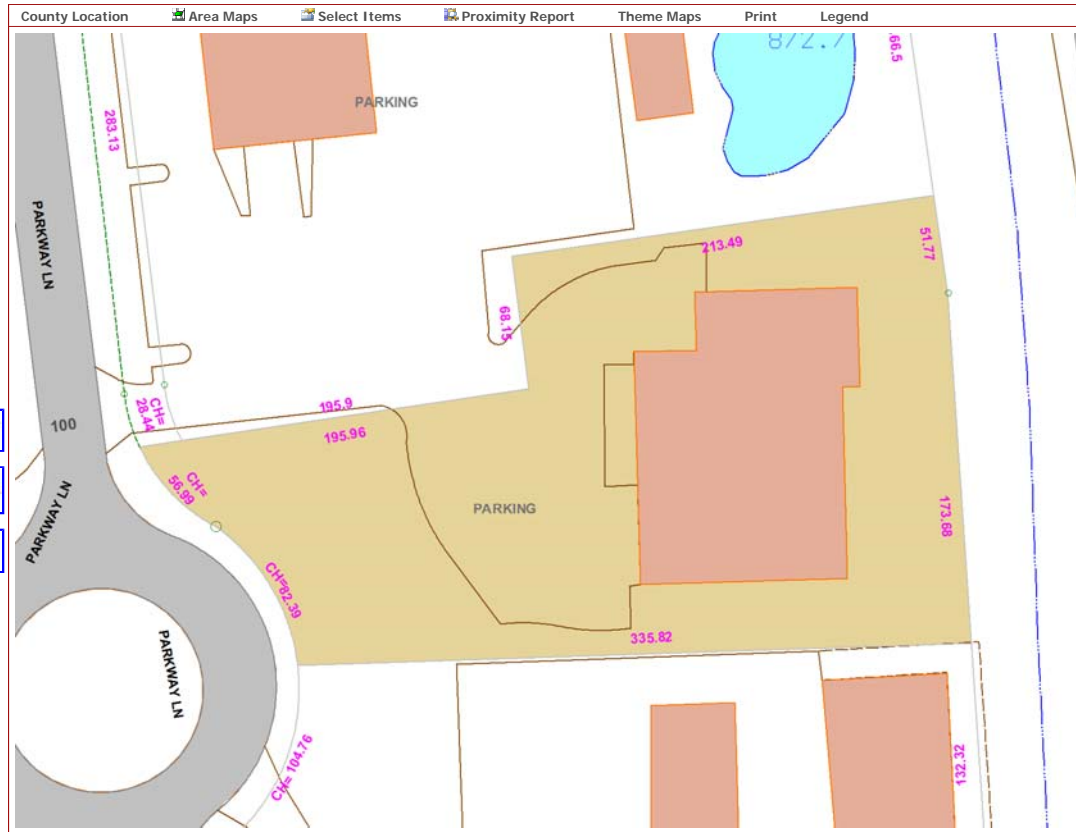 County Location Area Maps Select Items Proximity Report Theme Maps Print Legend
872.7
66.5
PARKING
283.13
PARKWAY LN
213.49
51.77
68.15
CH=
28.44
195.9
100
195.96
CH=
56.99
PARKWAY LN
PARKING
173.68
CH=82.39
335.82
PARKWAY LN
CH= 104.76
132.32